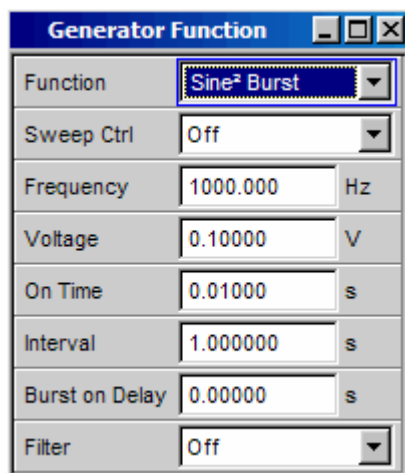 Generator Function
Function Sine² Burst
Sweep Ctrl Off
Frequency 1000.000 Hz
Voltage 0.10000 V
On Time 0.01000 s
Interval 1.000000 s
Burst on Delay 0.00000 s
Filter Off